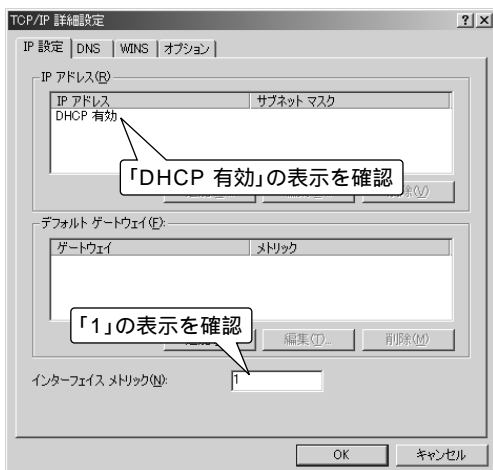 TCP/IP 詳細設定
IP 設定 DNS WINS オプション
IP アドレス(R)
IP アドレス サブネット マスク
DHCP 有効
「DHCP 有効」の表示を確認
デフォルト ゲートウェイ(F):
ゲートウェイ メトリック
「1」の表示を確認
編集(T)... 削除(M)
インターフェイス メトリック(N): 1
OK キャンセル